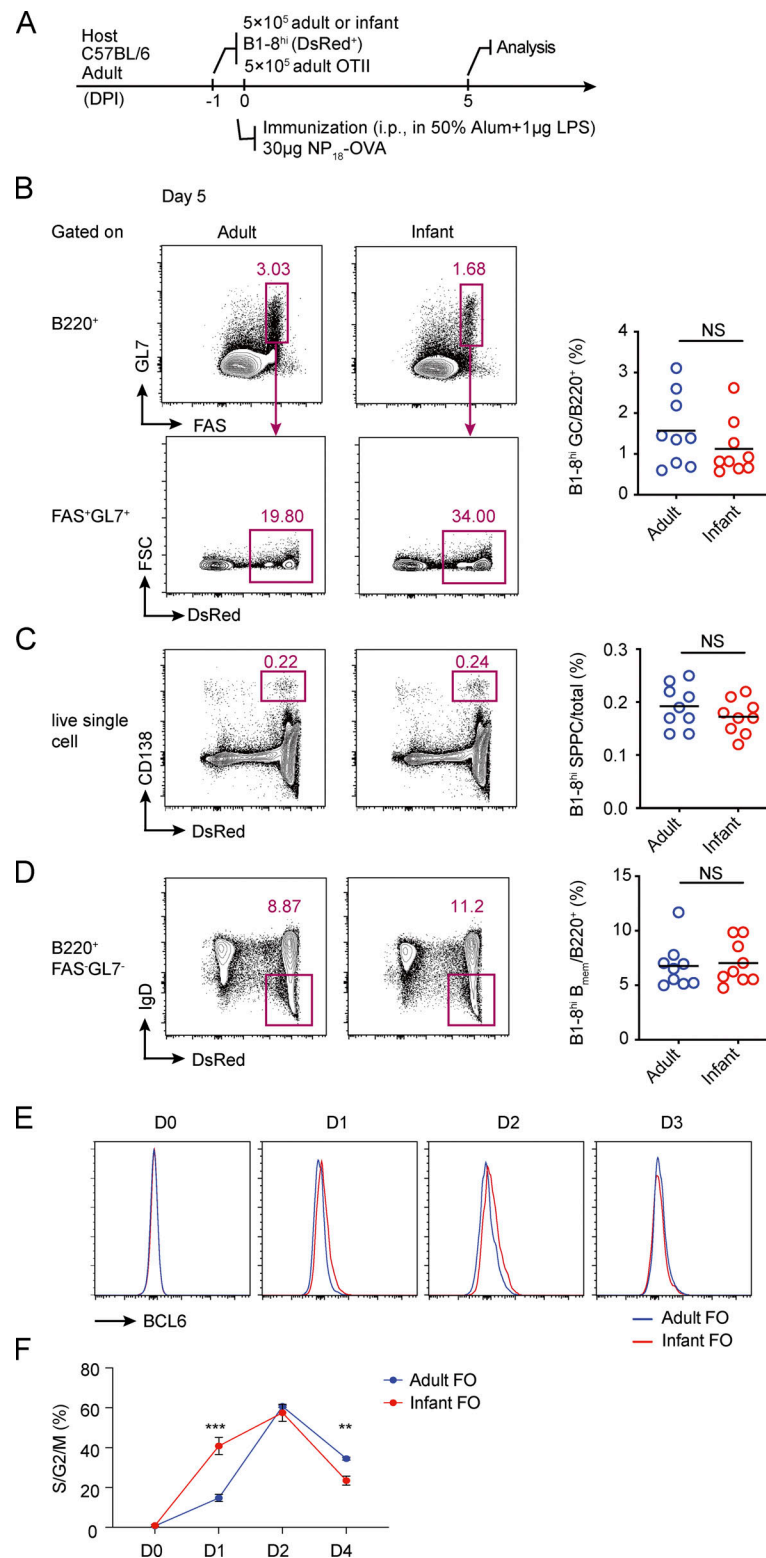 A
Host
C57BL/6
Adult
(DPI)
5×10⁵ adult or infant
B1-8ʰⁱ (DsRed⁺)
5×10⁵ adult OTII
Analysis
-1
0
5
Immunization (i.p., in 50% Alum+1µg LPS)
30µg NP₁₈-OVA
B
Day 5
Gated on
Adult
Infant
B220⁺
3.03
1.68
GL7
FAS
FAS⁺GL7⁺
19.80
34.00
FSC
DsRed
B1-8ʰⁱ GC/B220⁺ (%)
NS
4
3
2
1
0
Adult
Infant
C
live single
cell
0.22
0.24
CD138
DsRed
B1-8ʰⁱ SPPC/total (%)
NS
0.3
0.2
0.1
0.0
Adult
Infant
D
B220⁺
FAS⁻GL7⁻
8.87
11.2
IgD
DsRed
B1-8ʰⁱ Bₘₑₘ/B220⁺ (%)
NS
15
10
5
0
Adult
Infant
E
D0
D1
D2
D3
BCL6
Adult FO
Infant FO
F
S/G2/M (%)
80
60
40
20
0
***
**
Adult FO
Infant FO
D0
D1
D2
D4